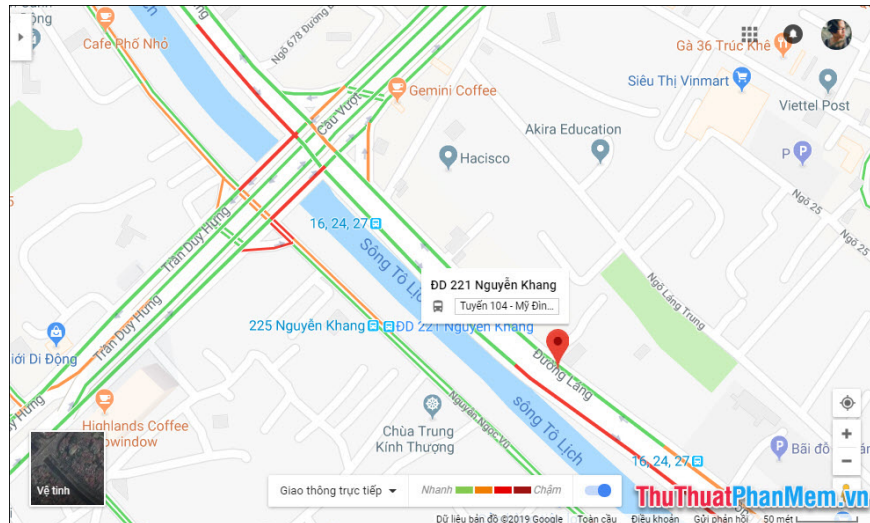 Cafe Phố Nhỏ
Ngõ 678 Đường
Gà 36 Trúc Khê
Siêu Thị Vinmart
Viettel Post
Gemini Coffee
Cầu Vượt
Akira Education
Hacisco
P
Ngõ 25
Ngõ 25
Trần Duy Hưng
16, 24, 27
Sông Tô Lịch
Ngõ Láng Trung
ĐD 221 Nguyễn Khang
Tuyến 104 - Mỹ Đìn...
225 Nguyễn Khang
ĐD 221 Nguyễn Khang
Trần Duy Hưng
iới Di Động
Đường Láng
Highlands Coffee
owindow
Duy Hưng
Nguyễn Ngọc Vũ
sông Tô Lịch
Chùa Trung
Kính Thượng
16, 24, 27
P
Bãi đỗ
Vệ tinh
Giao thông trực tiếp
Nhanh
Chậm
ThuThuatPhanMem.vn
Dữ liệu bản đồ ©2019 Google
Toàn cầu
Điều khoản
Gửi phản hồi
50 mét